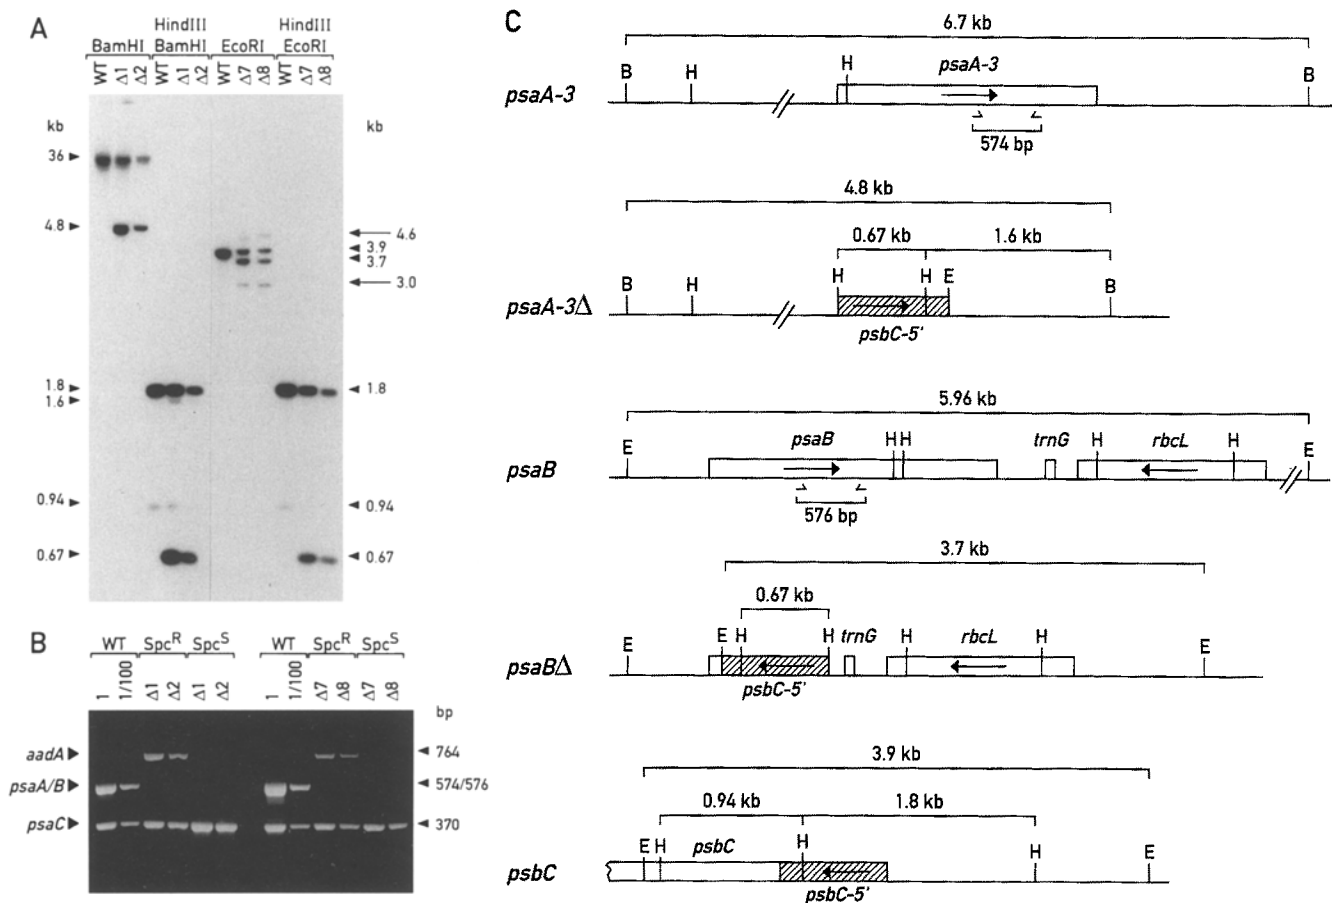 A
BamHI
HindIII
BamHI
EcoRI
HindIII
EcoRI
WT Δ1 Δ2 WT Δ1 Δ2 WT Δ7 Δ8 WT Δ7 Δ8
kb
36
4.8
1.8
1.6
0.94
0.67
kb
4.6
3.9
3.7
3.0
1.8
0.94
0.67
B
WT SpcR SpcS WT SpcR SpcS
1 1/100 Δ1 Δ2 Δ1 Δ2 1 1/100 Δ7 Δ8 Δ7 Δ8
bp
aadA 764
psaA/B 574/576
psaC 370
C
6.7 kb
B H H psaA-3 B
psaA-3
574 bp
4.8 kb
0.67 kb 1.6 kb
B H H H E B
psaA-3Δ
psbC-5'
5.96 kb
E psaB H H trnG H rbcL H E
psaB
576 bp
3.7 kb
0.67 kb
E E H H trnG H rbcL H E
psaBΔ
psbC-5'
3.9 kb
0.94 kb 1.8 kb
E H psbC H H E
psbC
psbC-5'